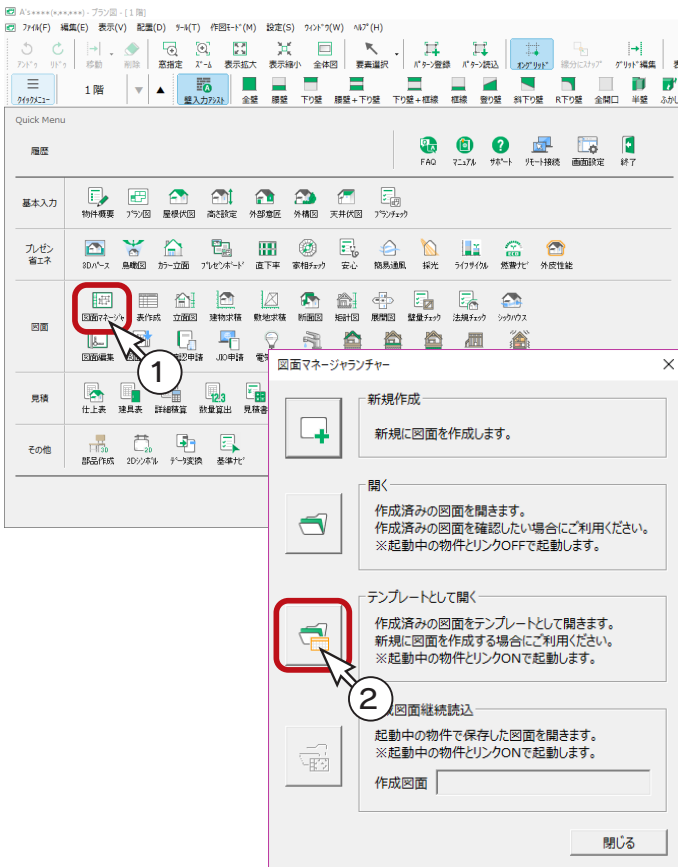 A's****(*.**.***) - プラン図 - [1 階]
ファイル(F) 編集(E) 表示(V) 配置(D) ツール(T) 作図モード(M) 設定(S) ウィンドウ(W) ヘルプ(H)
アンドゥ リドゥ 移動 削除 窓指定 ズーム 表示拡大 表示縮小 全体図 要素選択 パターン登録 パターン読込 オングリッド 線分にスナップ グリッド編集
クイックメニュー 1 階 ▼ ▲ 壁入力アシスト 全壁 腰壁 下り壁 腰壁+下り壁 下り壁+框線 框線 登り壁 斜下り壁 R下り壁 全開口 半壁 ふかし
Quick Menu
履歴 FAQ マニュアル サポート リモート接続 画面設定 終了
基本入力 物件概要 プラン図 屋根伏図 高さ設定 外部意匠 外構図 天井伏図 プランチェック
プレゼン
省エネ
3Dパース 鳥瞰図 カラー立面 プレゼンボード 直下率 家相チェック 安心 簡易通風 採光 ライフサイクル 燃費ナビ 外皮性能
図面 図面マネージャ 表作成 立面図 建物求積 敷地求積 断面図 矩計図 展開図 壁量チェック 法規チェック シックハウス
図面編集 JIO申請
見積 仕上表 建具表 詳細積算 数量算出 見積書
その他 部品作成 2Dシンボル データ変換 基準ナビ
1
図面マネージャランチャー ×
新規作成
新規に図面を作成します。
開く
作成済みの図面を開きます。
作成済みの図面を確認したい場合にご利用ください。
※起動中の物件とリンクOFFで起動します。
テンプレートとして開く
作成済みの図面をテンプレートとして開きます。
新規に図面を作成する場合にご利用ください。
※起動中の物件とリンクONで起動します。
2
図面継続読込
起動中の物件で保存した図面を開きます。
※起動中の物件とリンクONで起動します。
作成図面
閉じる